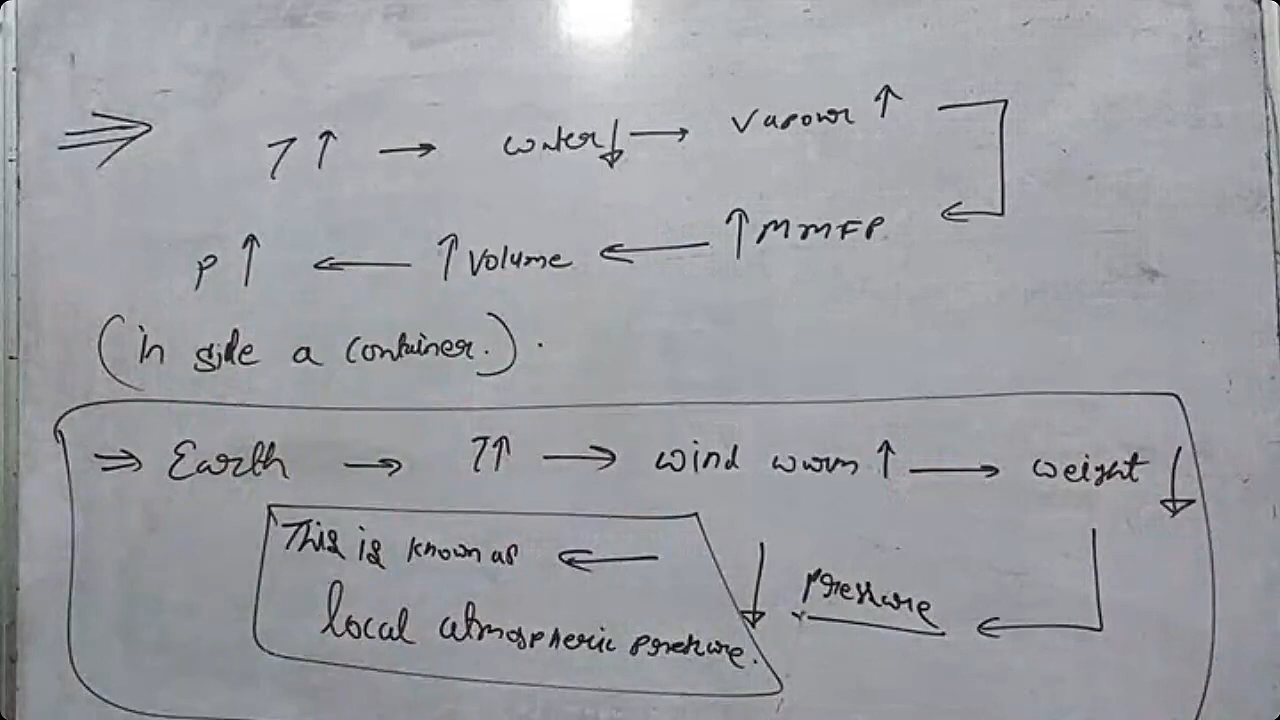 ⇒ T↑ → water↓ → vapour↑
P↑ ← ↑Volume ← ↑MMFP
(in side a container.).
⇒ Earth → T↑ → wind warm↑ → weight↓
This is known as ← ↓ pressure ←
local atmospheric pressure.